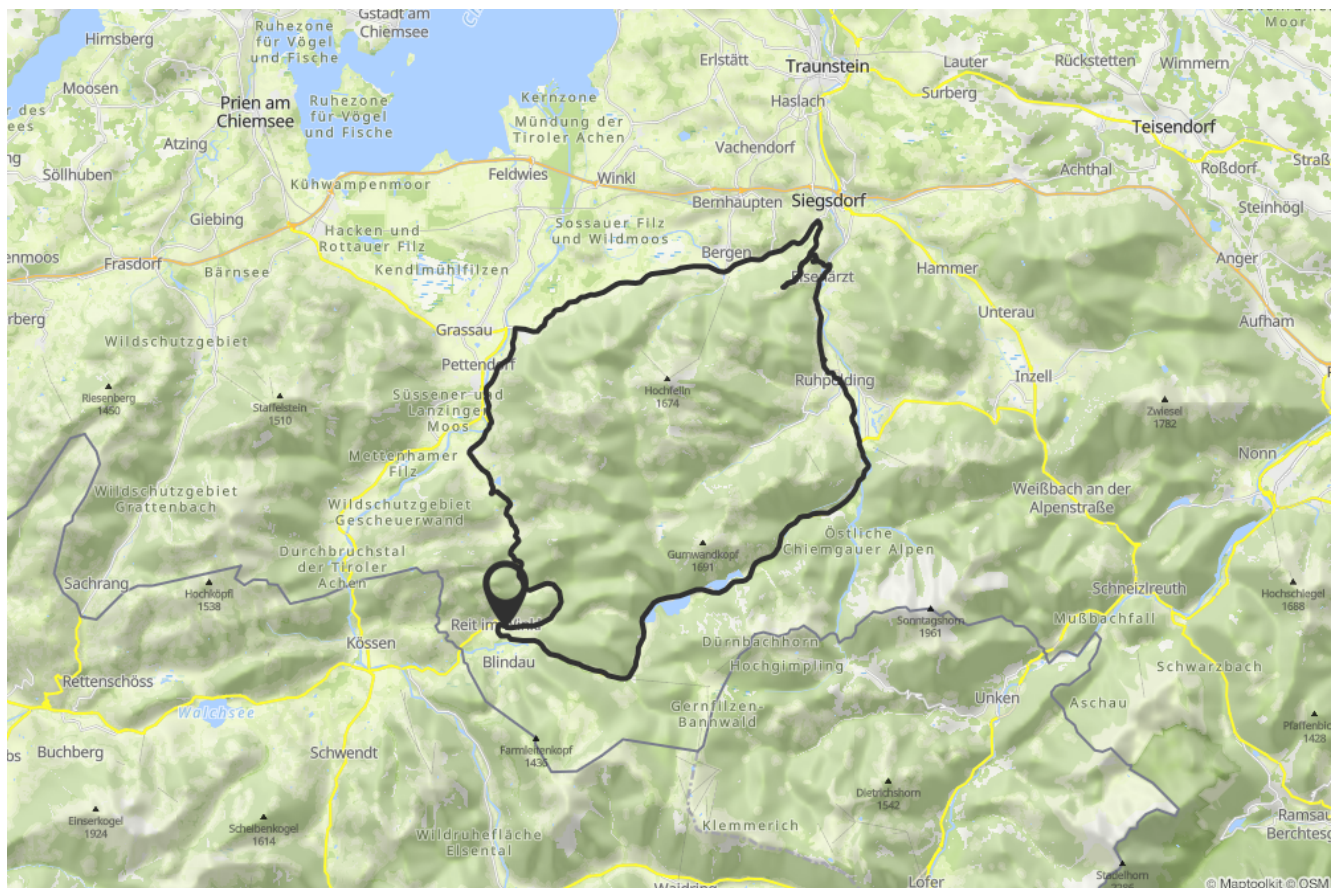 Gstadt am
Chiemsee
Moor
Ruhezone
für Vögel
und Fische
Himsberg
Erlstätt
Traunstein
Lauter
Rückstetten
Wimmern
Moosen
Prien am
Chiemsee
Ruhezone
für Vögel
und Fische
Kernzone
Mündung der
Tiroler Achen
Haslach
Surberg
Teisendorf
Atzing
Vachendorf
Roßdorf
Söllhuben
Kühwampenmoor
Feldwies
Winkl
Achthal
Bernhaupten
Siegsdorf
Steinhögl
Giebing
Hacken und
Rottauer Filz
Sossauer Filz
und Wildmoos
Bergen
Anger
Frasdorf
Bärnsee
Kendlmühlfilzen
Hammer
Unterau
Aufham
Wildschutzgebiet
Grassau
Pettendorf
Riesenberg
1450
Staffelstein
1510
Süssener und
Lanzinger
Moos
Hochfelln
1674
Ruhpolding
Inzell
Zwiesel
1782
Mettenhamer
Filz
Nonn
Wildschutzgebiet
Grattenbach
Wildschutzgebiet
Gescheuerwand
Weißbach an der
Alpenstraße
Östliche
Chiemgauer Alpen
Durchbruchstal
der Tiroler
Achen
Gurnwandkopf
1691
Sachrang
Hochköpfl
1538
Schneizlreuth
Hochschlegel
1688
Sonntagshorn
1961
Mußbachfall
Kössen
Blindau
Dürnbachhorn
Hochgimpling
Schwarzbach
Rettenschöss
Unken
Aschau
Walchsee
Gernfilzen-
Bannwald
Buchberg
Schwendt
Farnleitenkopf
1436
1428
Dietrichshorn
1542
Einserkogel
1924
Scheibenkogel
1614
Wildruhefläche
Elsental
Klemmerich
Ramsau
Lofer
Waidring
Stadelhorn
© Maptoolkit © OSM